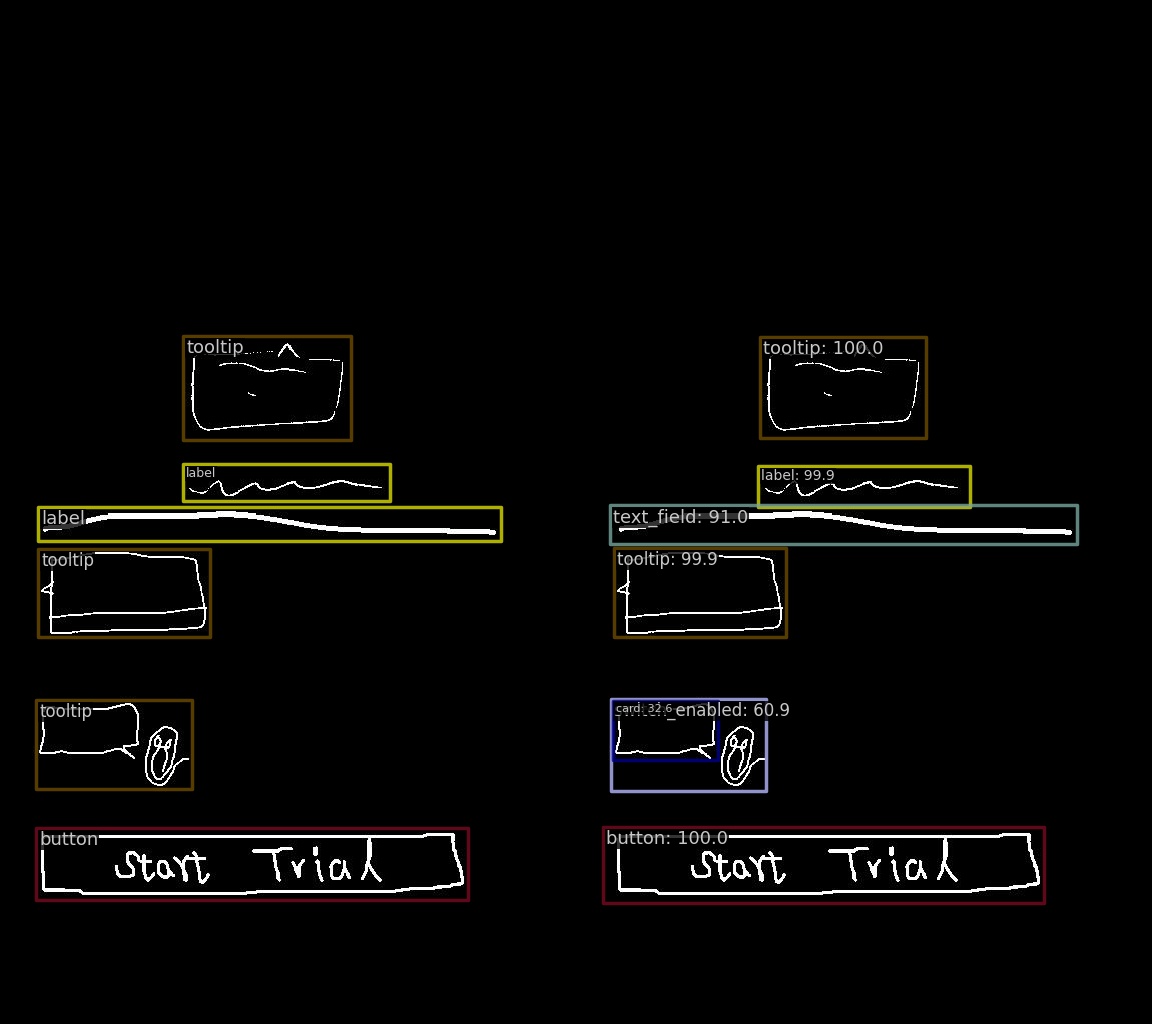 tooltip
tooltip: 100.0
label
label: 99.9
label
text_field: 91.0
tooltip
tooltip: 99.9
tooltip
card: 32.6
_enabled: 60.9
button
button: 100.0
Start Trial
Start Trial